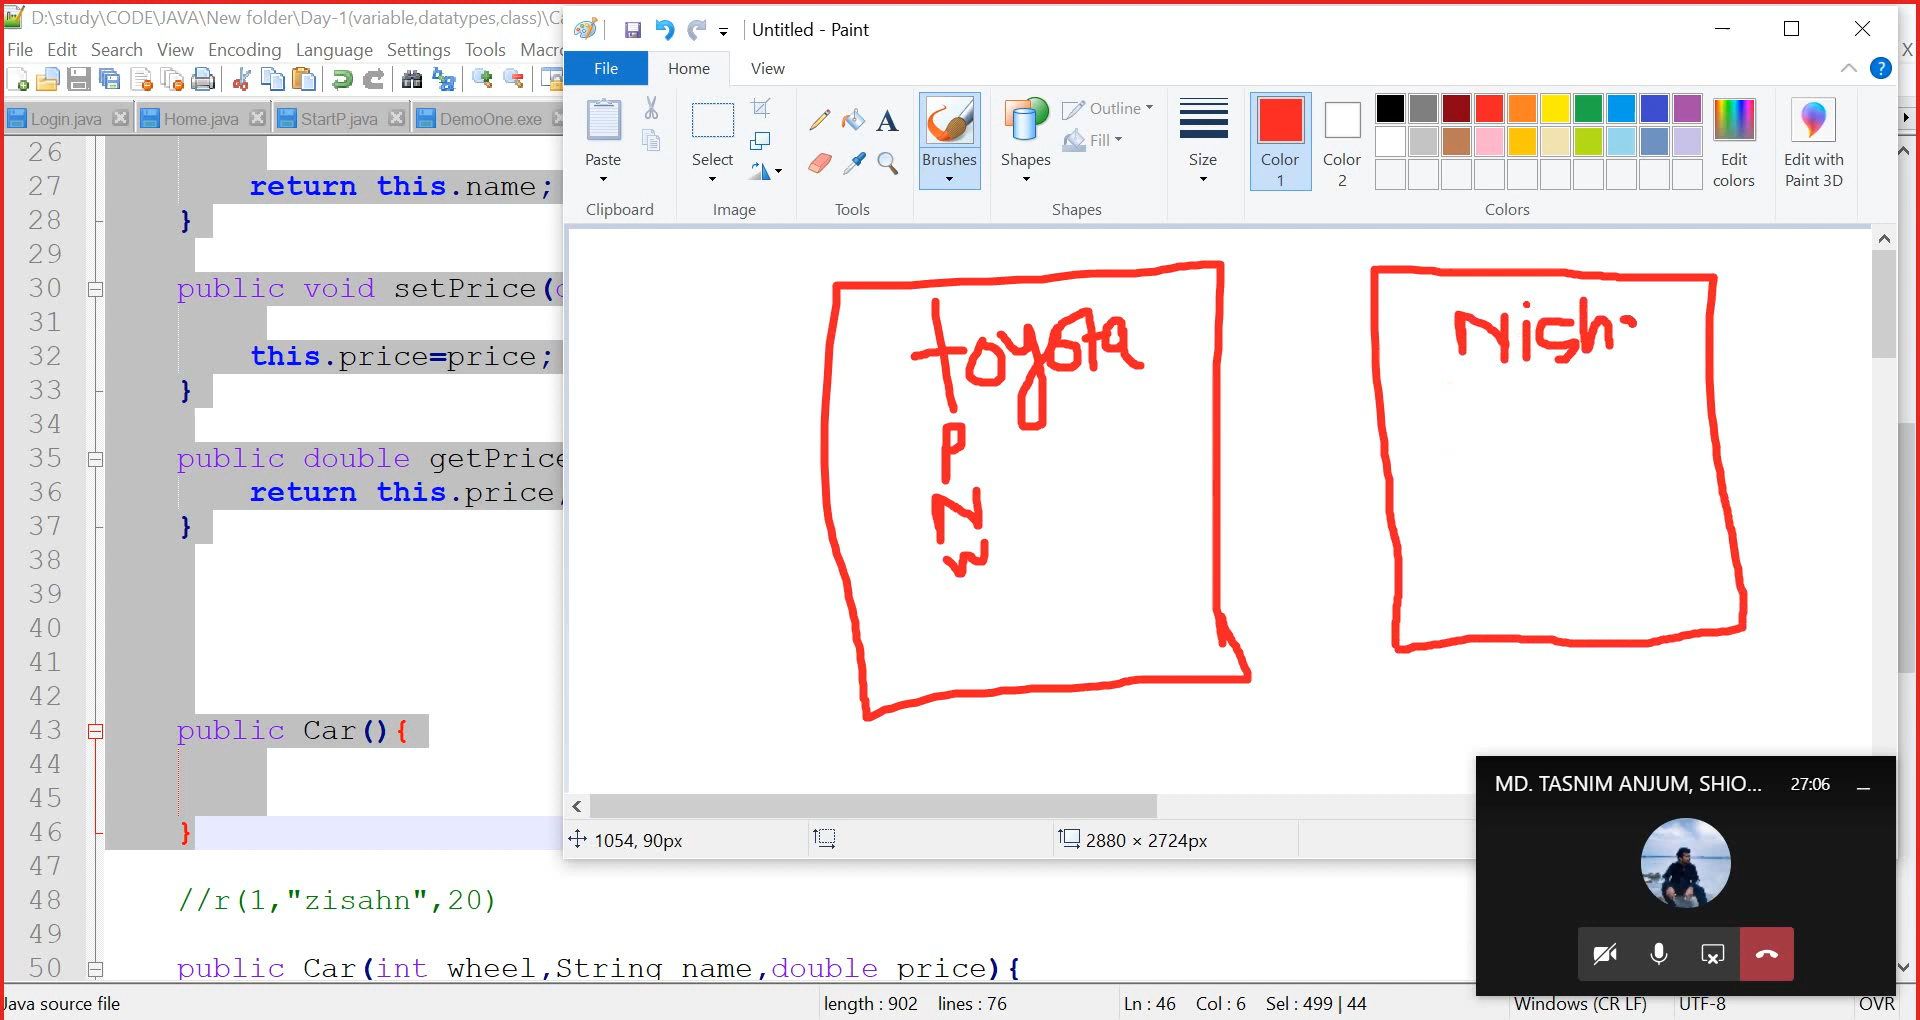 D:\study\CODE\JAVA\New folder\Day-1(variable,datatypes,class)\Ca
File Edit Search View Encoding Language Settings Tools Macro
Login.java Home.java StartP.java DemoOne.exe
26
27 return this.name;
28 }
29
30 public void setPrice(
31
32 this.price=price;
33 }
34
35 public double getPrice
36 return this.price
37 }
38
39
40
41
42
43 public Car(){
44
45
46 }
47
48 //r(1,"zisahn",20)
49
50 public Car(int wheel,String name,double price){
Java source file length : 902 lines : 76 Ln : 46 Col : 6 Sel : 499 | 44 Windows (CR LF) UTF-8 OVR
Untitled - Paint
File Home View
Paste Select Brushes Shapes Outline Fill Size Color 1 Color 2 Edit colors Edit with Paint 3D
Clipboard Image Tools Shapes Colors
toyota
P
N
w
Nish
1054, 90px 2880 × 2724px
MD. TASNIM ANJUM, SHIO... 27:06